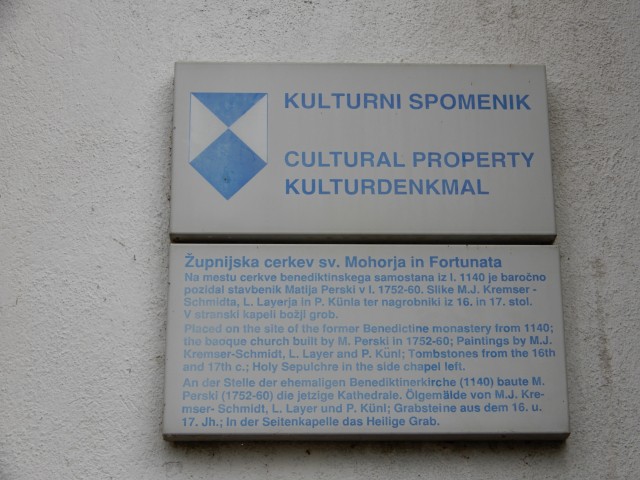 KULTURNI SPOMENIK
CULTURAL PROPERTY
KULTURDENKMAL
Župnijska cerkev sv. Mohorja in Fortunata
Na mestu cerkve benediktinskega samostana iz l. 1140 je baročno
pozidal stavbenik Matija Perski v l. 1752-60. Slike M.J. Kremser -
Schmidta, L. Layerja in P. Künla ter nagrobniki iz 16. in 17. stol.
V stranski kapeli božji grob.
Placed on the site of the former Benedictine monastery from 1140;
the baoque church built by M. Perski in 1752-60; Paintings by M.J.
Kremser-Schmidt, L. Layer and P. Künl; Tombstones from the 16th
and 17th c.; Holy Sepulchre in the side chapel left.
An der Stelle der ehemaligen Benediktinerkirche (1140) baute M.
Perski (1752-60) die jetzige Kathedrale. Ölgemälde von M.J. Kre-
mser- Schmidt, L. Layer und P. Künl; Grabsteine aus dem 16. u.
17. Jh.; In der Seitenkapelle das Heilige Grab.